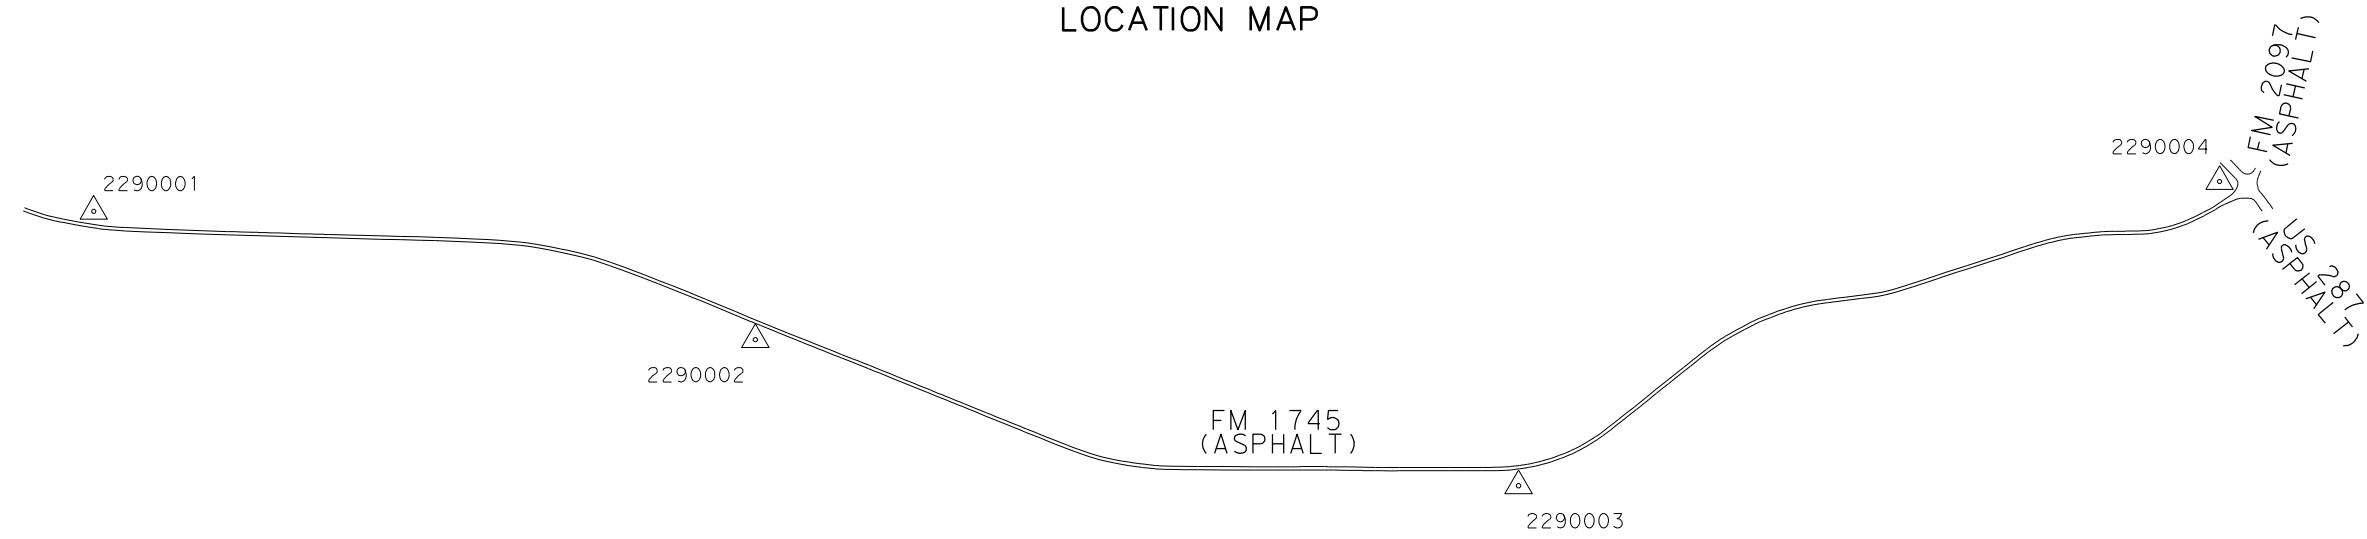 LOCATION MAP
FM 2097
(ASPHALT)
2290004
2290001
US 287
(ASPHALT)
2290002
FM 1745
(ASPHALT)
2290003